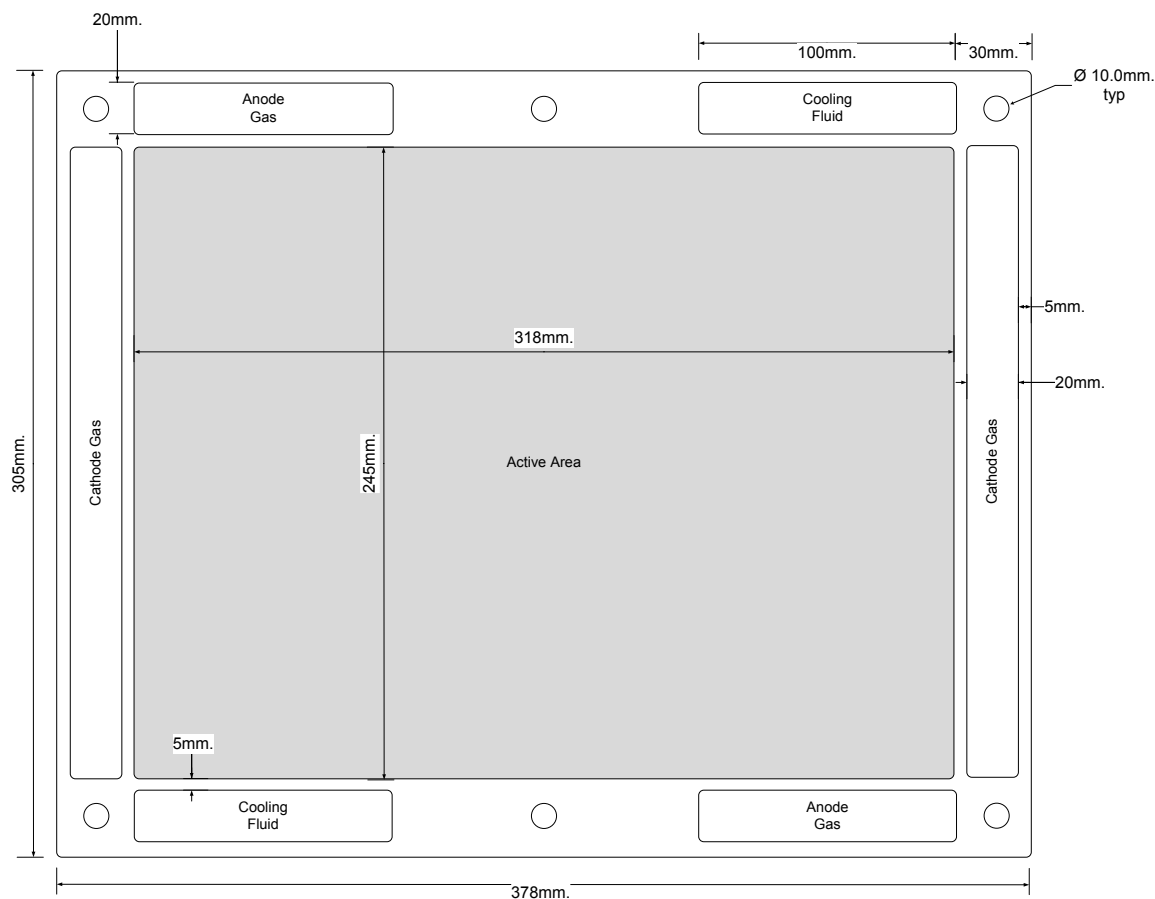 20mm.
100mm.
30mm.
Ø 10.0mm.
typ
Anode
Gas
Cooling
Fluid
5mm.
318mm.
20mm.
305mm.
Cathode Gas
245mm.
Active Area
Cathode Gas
5mm.
Cooling
Fluid
Anode
Gas
378mm.